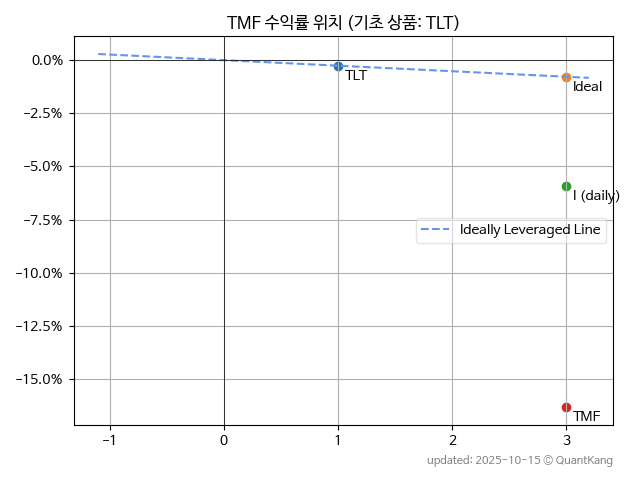 TMF 수익률 위치 (기초 상품: TLT)
0.0%
−2.5%
−5.0%
−7.5%
−10.0%
−12.5%
−15.0%
TLT
Ideal
I (daily)
Ideally Leveraged Line
TMF
−1 0 1 2 3
updated: 2025-10-15 © QuantKang